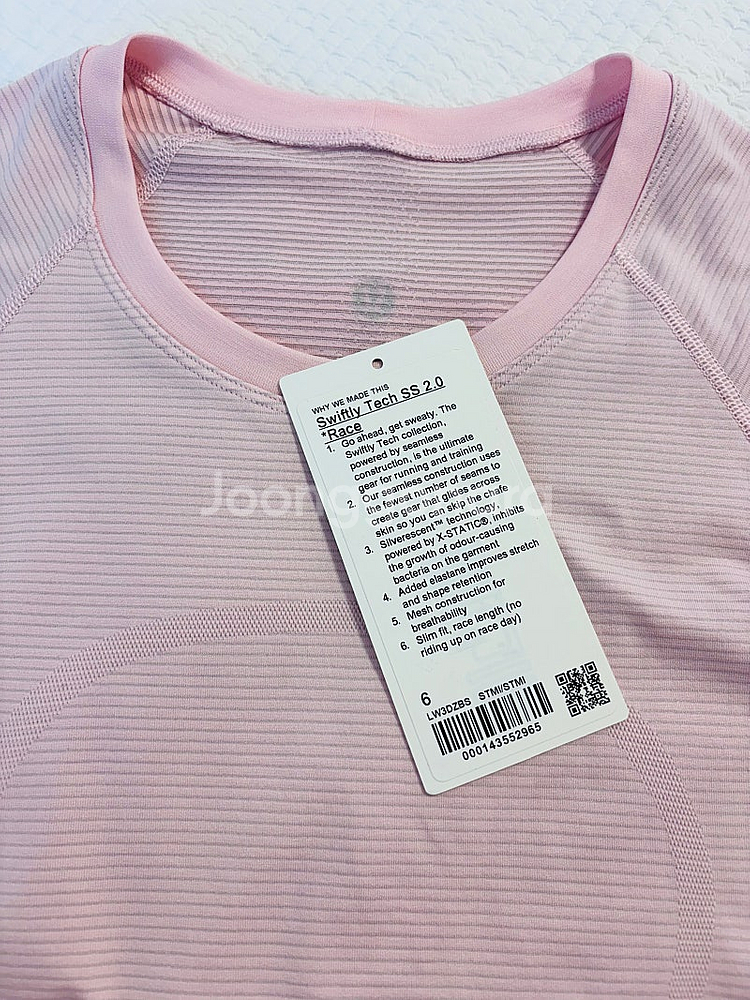 WHY WE MADE THIS
Swiftly Tech SS 2.0
*Race
1. Go ahead, get sweaty. The
Swiftly Tech collection,
powered by seamless
construction, is the ultimate
gear for running and training
2. Our seamless construction uses
the fewest number of seams to
create gear that glides across
skin so you can skip the chafe
3. Silverescent™ technology,
powered by X-STATIC®, inhibits
the growth of odour-causing
bacteria on the garment
4. Added elastane improves stretch
and shape retention
5. Mesh construction for
breathability
6. Slim fit, race length (no
riding up on race day)
6
LW3DZBS STMI/STMI
000143552965